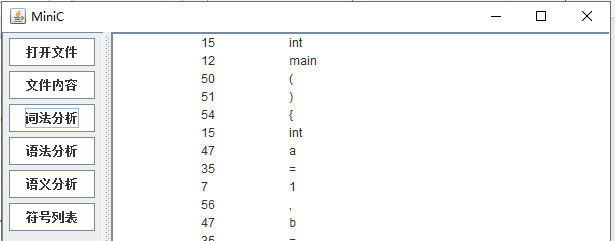 MiniC
打开文件
文件内容
词法分析
语法分析
语义分析
符号列表
15 int
12 main
50 (
51 )
54 {
15 int
47 a
35 =
7 1
56 ,
47 b
35 =